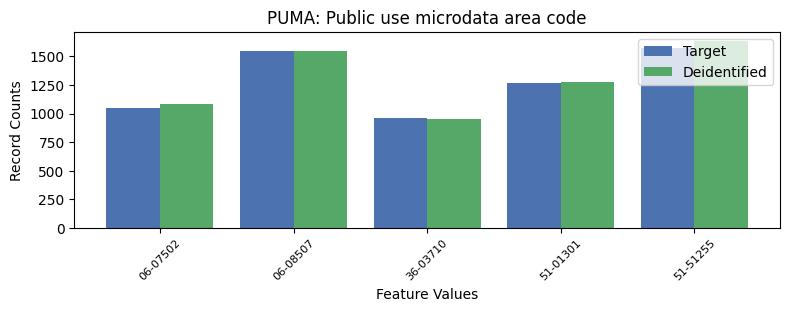 PUMA: Public use microdata area code
Record Counts
1500
1250
1000
750
500
250
0
Target
Deidentified
06-07502
06-08507
36-03710
51-01301
51-51255
Feature Values